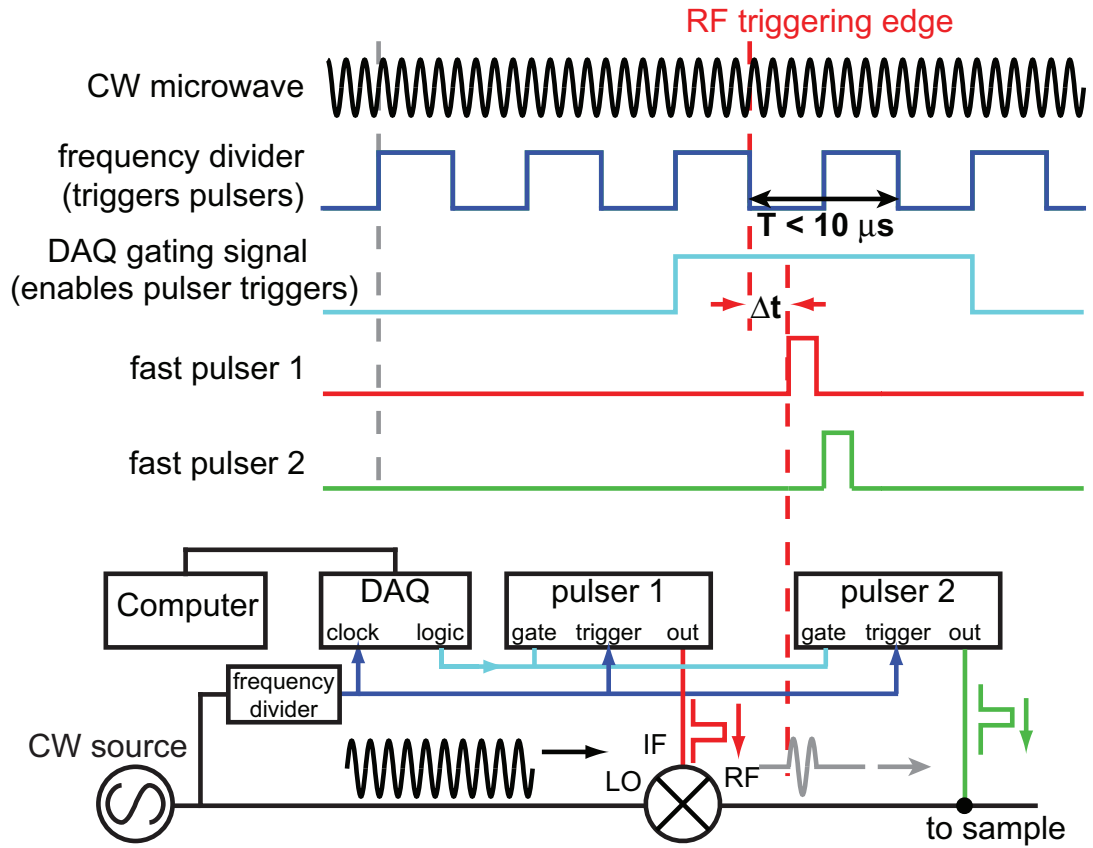 RF triggering edge
CW microwave
frequency divider
(triggers pulsers)
T < 10 μs
DAQ gating signal
(enables pulser triggers)
Δt
fast pulser 1
fast pulser 2
Computer
DAQ
clock logic
pulser 1
gate trigger out
pulser 2
gate trigger out
frequency
divider
CW source
IF
LO
RF
to sample